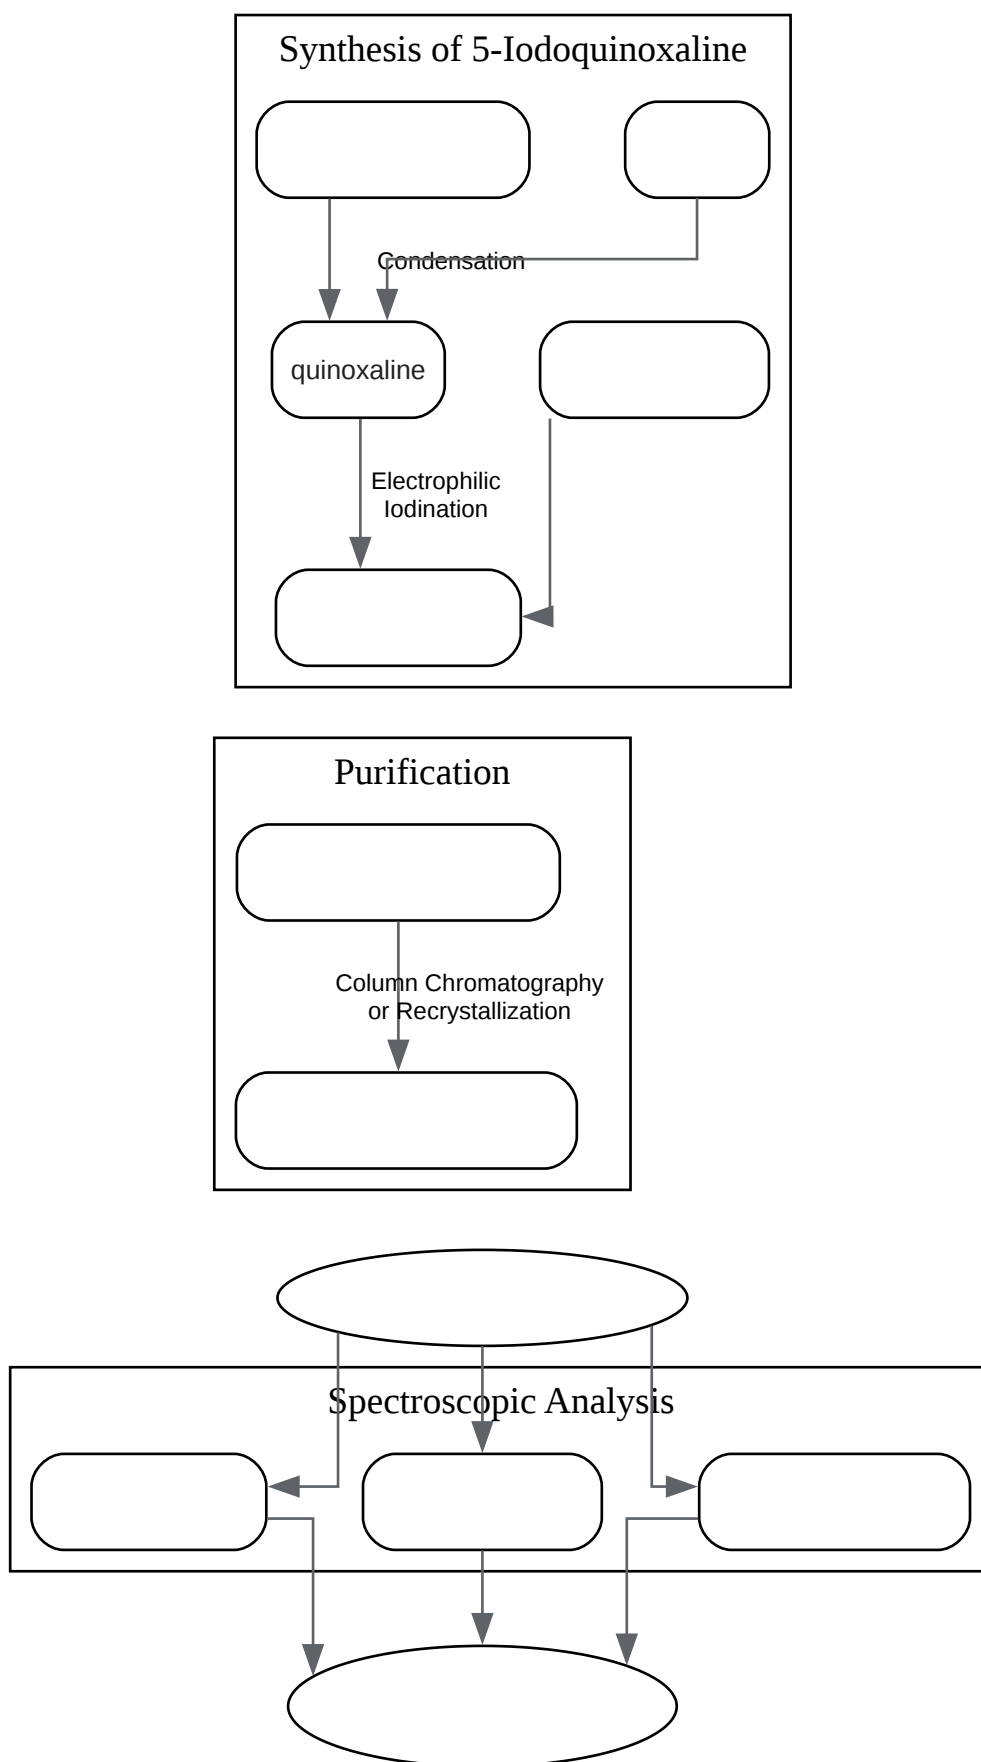 Synthesis of 5-Iodoquinoxaline
Condensation
quinoxaline
Electrophilic
Iodination
Purification
Column Chromatography
or Recrystallization
Spectroscopic Analysis